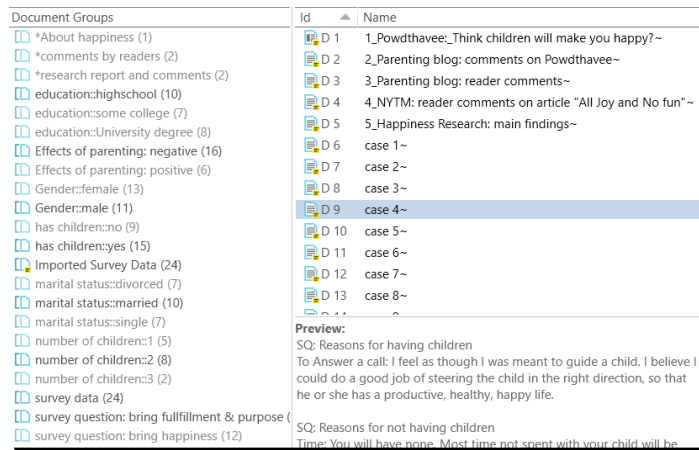 Document Groups
*About happiness (1)
*comments by readers (2)
*research report and comments (2)
education::highschool (10)
education::some college (7)
education::University degree (8)
Effects of parenting: negative (16)
Effects of parenting: positive (6)
Gender::female (13)
Gender::male (11)
has children::no (9)
has children::yes (15)
Imported Survey Data (24)
marital status::divorced (7)
marital status::married (10)
marital status::single (7)
number of children::1 (5)
number of children::2 (8)
number of children::3 (2)
survey data (24)
survey question: bring fullfillment & purpose (
survey question: bring happiness (12)
Id Name
D 1 1_Powdthavee:_Think children will make you happy?~
D 2 2_Parenting blog: comments on Powdthavee~
D 3 3_Parenting blog: reader comments~
D 4 4_NYTM: reader comments on article "All Joy and No fun"~
D 5 5_Happiness Research: main findings~
D 6 case 1~
D 7 case 2~
D 8 case 3~
D 9 case 4~
D 10 case 5~
D 11 case 6~
D 12 case 7~
D 13 case 8~
Preview:
SQ: Reasons for having children
To Answer a call: I feel as though I was meant to guide a child. I believe I
could do a good job of steering the child in the right direction, so that
he or she has a productive, healthy, happy life.
SQ: Reasons for not having children
Time: You will have none. Most time not spent with your child will be